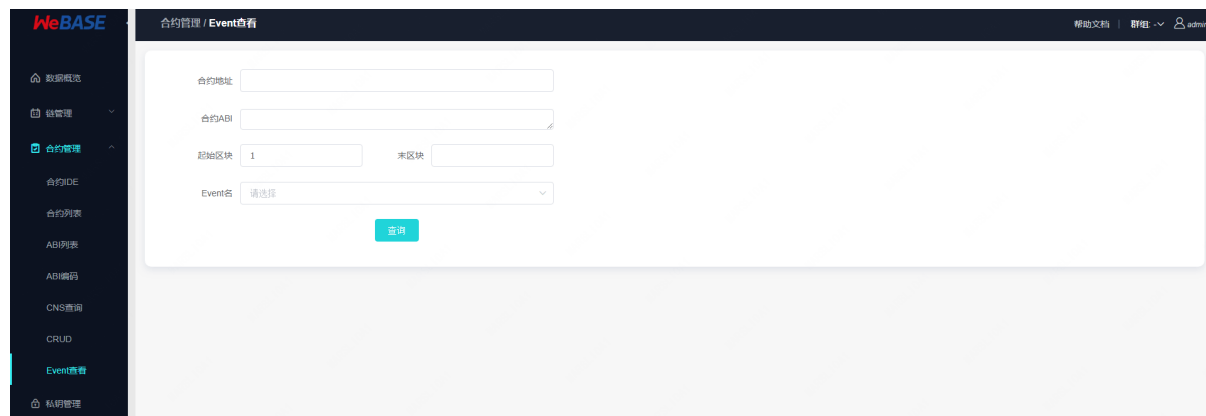 WeBASE
合约管理 / Event查看
帮助文档 | 群组: - admin
数据概览
链管理
合约管理
合约IDE
合约列表
ABI列表
ABI编码
CNS查询
CRUD
Event查看
私钥管理
合约地址
合约ABI
起始区块 1 末区块
Event名 请选择
查询